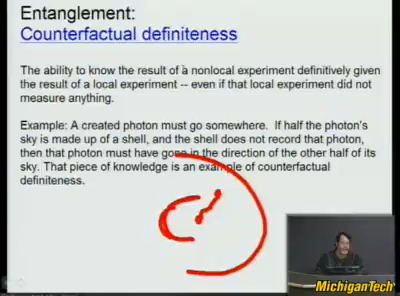 Entanglement:
Counterfactual definiteness
The ability to know the result of a nonlocal experiment definitively given
the result of a local experiment -- even if that local experiment did not
measure anything.
Example: A created photon must go somewhere. If half the photon's
sky is made up of a shell, and the shell does not record that photon,
then that photon must have gone in the direction of the other half of its
sky. That piece of knowledge is an example of counterfactual
definiteness.
MichiganTech